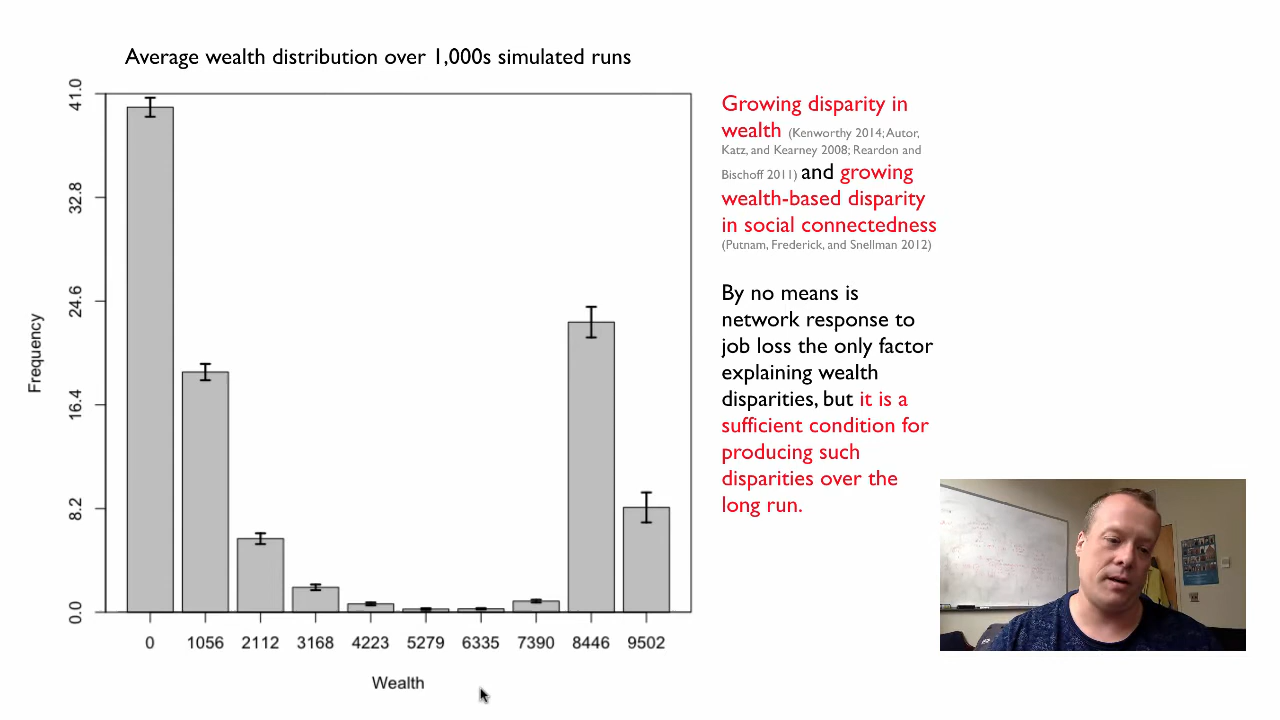 Average wealth distribution over 1,000s simulated runs
41.0
32.8
24.6
16.4
8.2
0.0
Frequency
0 1056 2112 3168 4223 5279 6335 7390 8446 9502
Wealth
Growing disparity in
wealth (Kenworthy 2014; Autor,
Katz, and Kearney 2008; Reardon and
Bischoff 2011) and growing
wealth-based disparity
in social connectedness
(Putnam, Frederick, and Snellman 2012)
By no means is
network response to
job loss the only factor
explaining wealth
disparities, but it is a
sufficient condition for
producing such
disparities over the
long run.